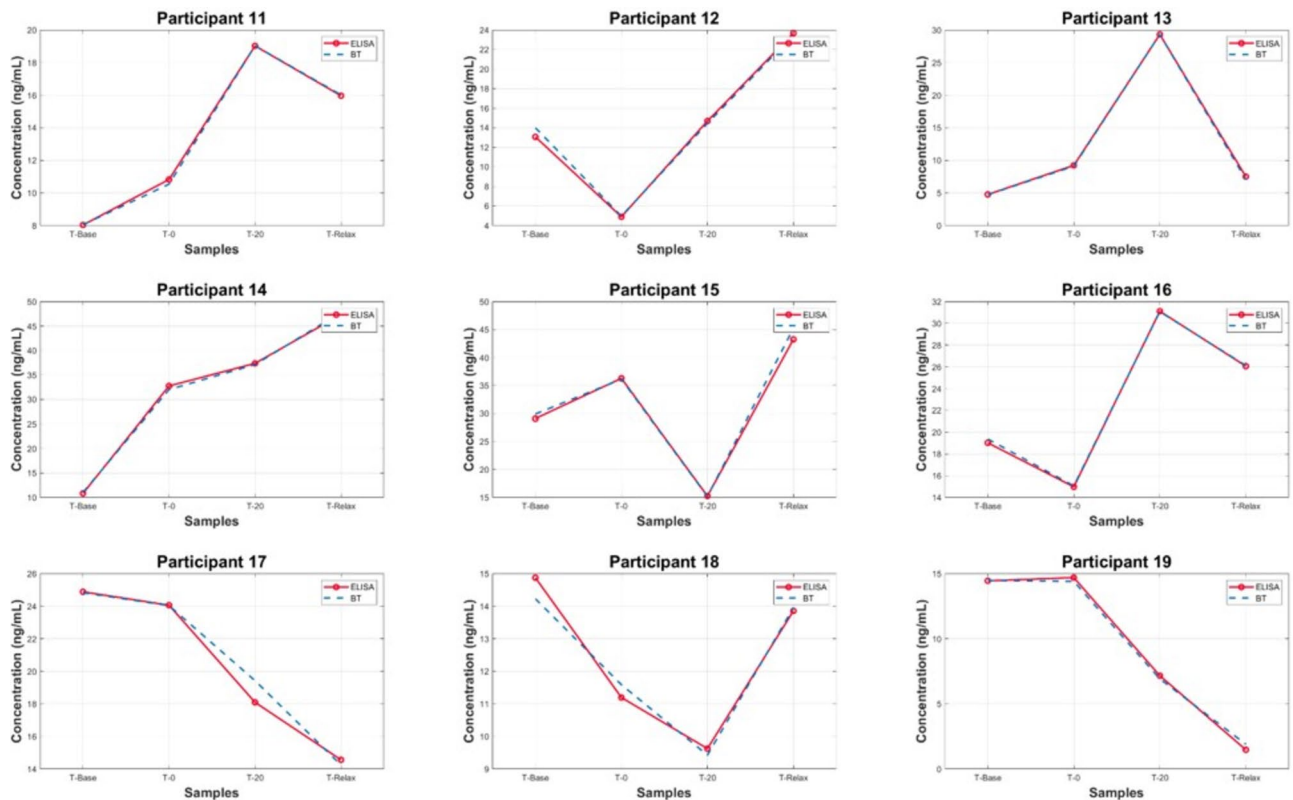 Participant 11
Concentration (ng/mL)
20
18
16
14
12
10
8
ELISA
BT
T-Base T-0 T-20 T-Relax
Samples
Participant 12
Concentration (ng/mL)
24
22
20
18
16
14
12
10
8
6
4
ELISA
BT
T-Base T-0 T-20 T-Relax
Samples
Participant 13
Concentration (ng/mL)
30
25
20
15
10
5
0
ELISA
BT
T-Base T-0 T-20 T-Relax
Samples
Participant 14
Concentration (ng/mL)
50
45
40
35
30
25
20
15
10
ELISA
BT
T-Base T-0 T-20 T-Relax
Samples
Participant 15
Concentration (ng/mL)
50
45
40
35
30
25
20
15
ELISA
BT
T-Base T-0 T-20 T-Relax
Samples
Participant 16
Concentration (ng/mL)
32
30
28
26
24
22
20
18
16
14
ELISA
BT
T-Base T-0 T-20 T-Relax
Samples
Participant 17
Concentration (ng/mL)
26
24
22
20
18
16
14
ELISA
BT
T-Base T-0 T-20 T-Relax
Samples
Participant 18
Concentration (ng/mL)
15
14
13
12
11
10
9
ELISA
BT
T-Base T-0 T-20 T-Relax
Samples
Participant 19
Concentration (ng/mL)
15
10
5
0
ELISA
BT
T-Base T-0 T-20 T-Relax
Samples